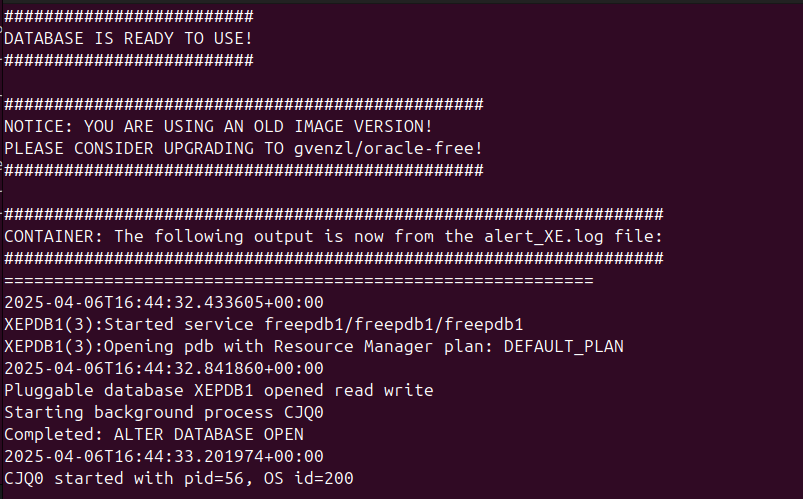 #########################
DATABASE IS READY TO USE!
#########################
################################################
NOTICE: YOU ARE USING AN OLD IMAGE VERSION!
PLEASE CONSIDER UPGRADING TO gvenzl/oracle-free!
################################################
##################################################################
CONTAINER: The following output is now from the alert_XE.log file:
##################################################################
===========================================================
2025-04-06T16:44:32.433605+00:00
XEPDB1(3):Started service freepdb1/freepdb1/freepdb1
XEPDB1(3):Opening pdb with Resource Manager plan: DEFAULT_PLAN
2025-04-06T16:44:32.841860+00:00
Pluggable database XEPDB1 opened read write
Starting background process CJQ0
Completed: ALTER DATABASE OPEN
2025-04-06T16:44:33.201974+00:00
CJQ0 started with pid=56, OS id=200